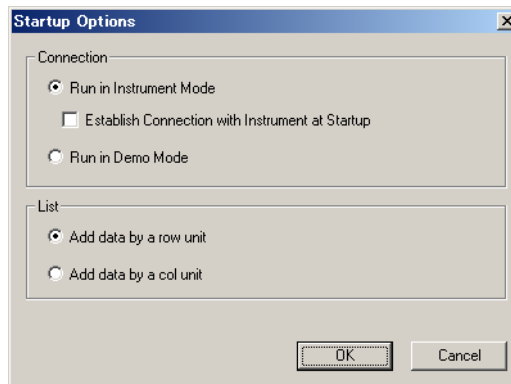 Startup Options
Connection
Run in Instrument Mode
Establish Connection with Instrument at Startup
Run in Demo Mode
List
Add data by a row unit
Add data by a col unit
OK
Cancel